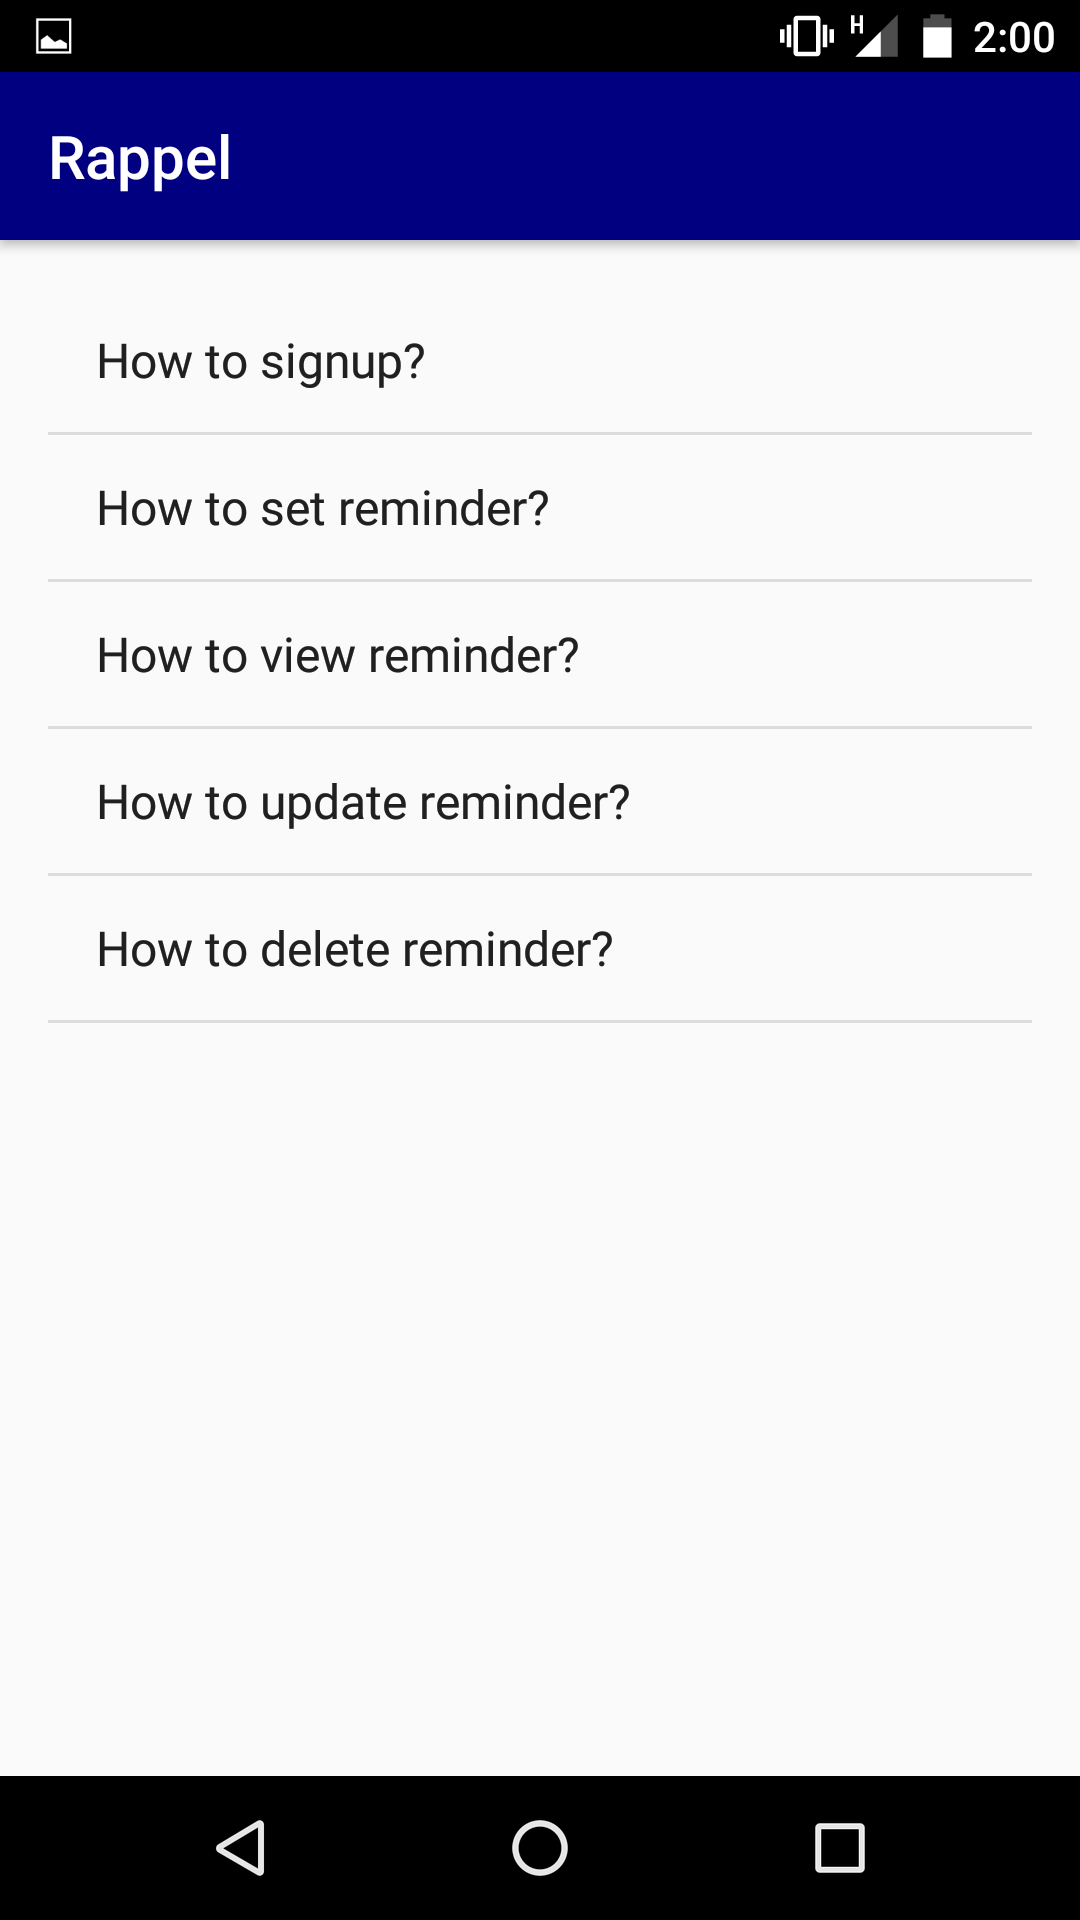 H 2:00
Rappel
How to signup?
How to set reminder?
How to view reminder?
How to update reminder?
How to delete reminder?